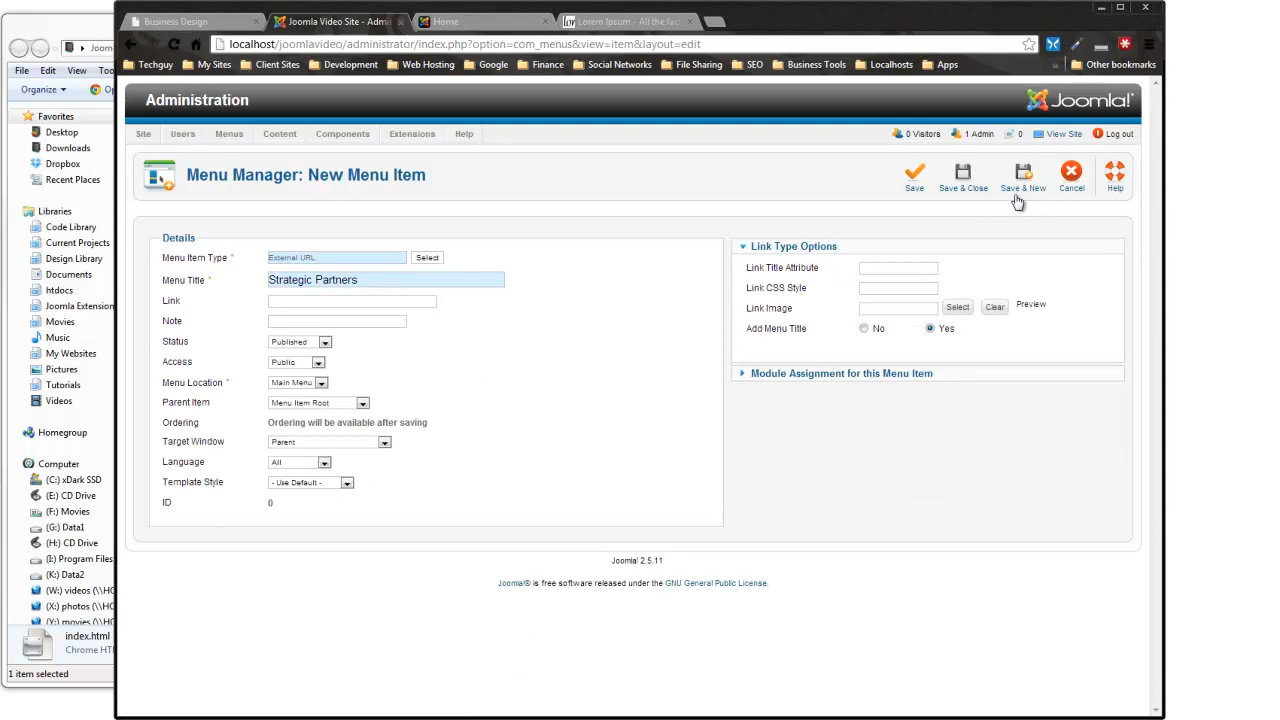 Business Design
Joomla Video Site - Admi
Home
Lorem Ipsum - All the fac
Joom
localhost/joomlavideo/administrator/index.php?option=com_menus&view=item&layout=edit
Techguy
My Sites
Client Sites
Development
Web Hosting
Google
Finance
Social Networks
File Sharing
SEO
Business Tools
Localhosts
Apps
»
Other bookmarks
File Edit View Too
Organize
Op
Favorites
Desktop
Downloads
Dropbox
Recent Places
Libraries
Code Library
Current Projects
Design Library
Documents
htdocs
Joomla Extension
Movies
Music
My Websites
Pictures
Tutorials
Videos
Homegroup
Computer
(C:) xDark SSD
(E:) CD Drive
(F:) Movies
(G:) Data1
(H:) CD Drive
(I:) Program Files
(K:) Data2
(W:) videos (\\HO
(X:) photos (\\HO
(Y:) movies (\\HO
index.html
Chrome HT
1 item selected
Administration
Joomla!
Site Users Menus Content Components Extensions Help
0 Visitors
1 Admin
0
View Site
Log out
Menu Manager: New Menu Item
Save
Save & Close
Save & New
Cancel
Help
Details
Menu Item Type * External URL Select
Menu Title * Strategic Partners
Link
Note
Status Published
Access Public
Menu Location * Main Menu
Parent Item Menu Item Root
Ordering Ordering will be available after saving
Target Window Parent
Language All
Template Style - Use Default -
ID 0
Link Type Options
Link Title Attribute
Link CSS Style
Link Image Select Clear Preview
Add Menu Title No Yes
Module Assignment for this Menu Item
Joomla! 2.5.11
Joomla!® is free software released under the GNU General Public License.